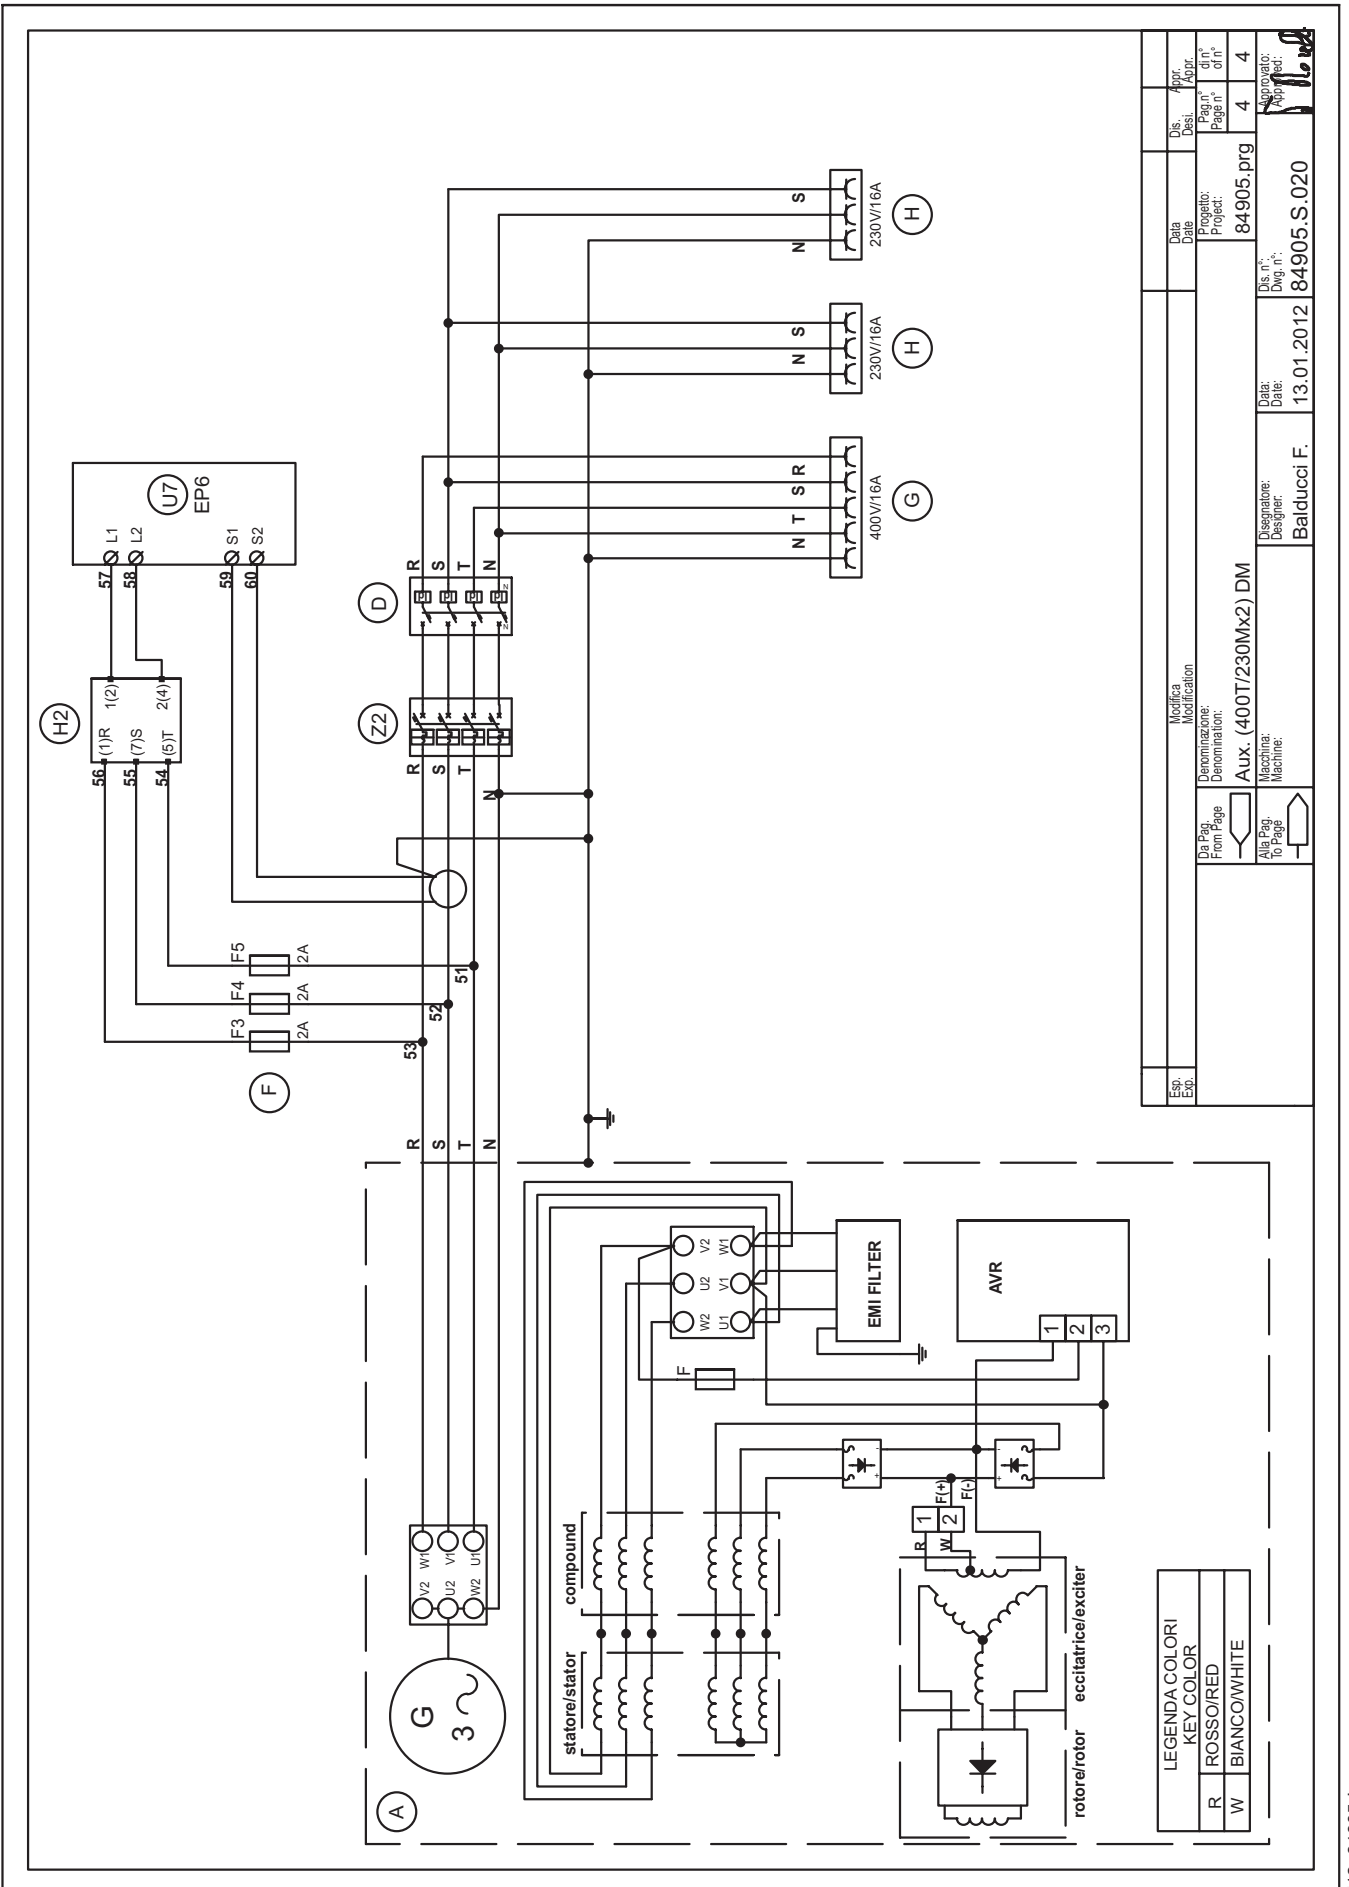 H2
56
55
54
(1)R
(7)S
(5)T
1(2)
2(4)
57
58
59
60
L1
L2
S1
S2
U7
EP6
F
F3
F4
F5
2A
2A
2A
53
52
51
R
S
T
N
R
S
T
N
Z2
D
N
N
R
S
T
N
N
T
S
R
400V/16A
G
N
S
230V/16A
H
N
S
230V/16A
H
A
G
3
V2
W1
U2
V1
W2
U1
statore/stator
compound
W2
U2
V2
U1
V1
W1
EMI FILTER
F
AVR
1
2
3
-
+
-
+
F(+)
F(-)
1
2
R
W
rotore/rotor
eccitatrice/exciter
LEGENDA COLORI
KEY COLOR
R
ROSSO/RED
W
BIANCO/WHITE
Esp.
Exp.
Modifica
Modification
Data
Date
Dis.
Desi.
Appr.
Appr.
Da Pag.
From Page
Denominazione:
Denomination:
Aux. (400T/230Mx2) DM
Progetto:
Project:
84905.prg
Pag.n°
Page n°
4
di n°
of n°
4
Alla Pag.
To Page
Macchina:
Machine:
Disegnatore:
Designer:
Balducci F.
Data:
Date:
13.01.2012
Dis. n°:
Dwg. n°:
84905.S.020
Approvato:
Approved: